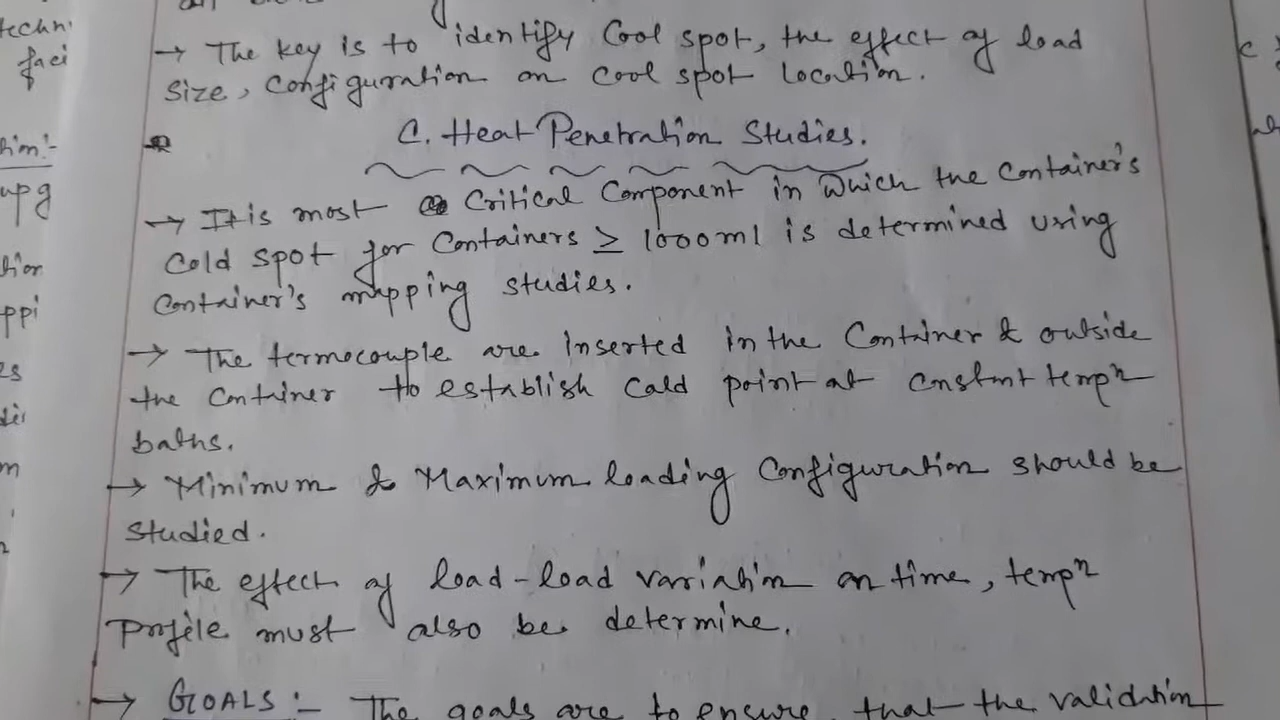 techni
faci
→ The key is to identify Cool spot, the effect of load
Size, Configuration on Cool spot Location.
C. Heat Penetration Studies.
→ It is most Critical Component in which the Container's
Cold spot for Containers ≥ 1000ml is determined using
Container's mapping studies.
→ The termocouple are inserted in the Container & outside
the Container to establish Cald point at constant tempⁿ
baths.
→ Minimum & Maximum loading Configuration should be
studied.
→ The effect of load-load variation on time, tempⁿ
Profile must also be determine.
→ GOALS:- The goals are to ensure that the validation